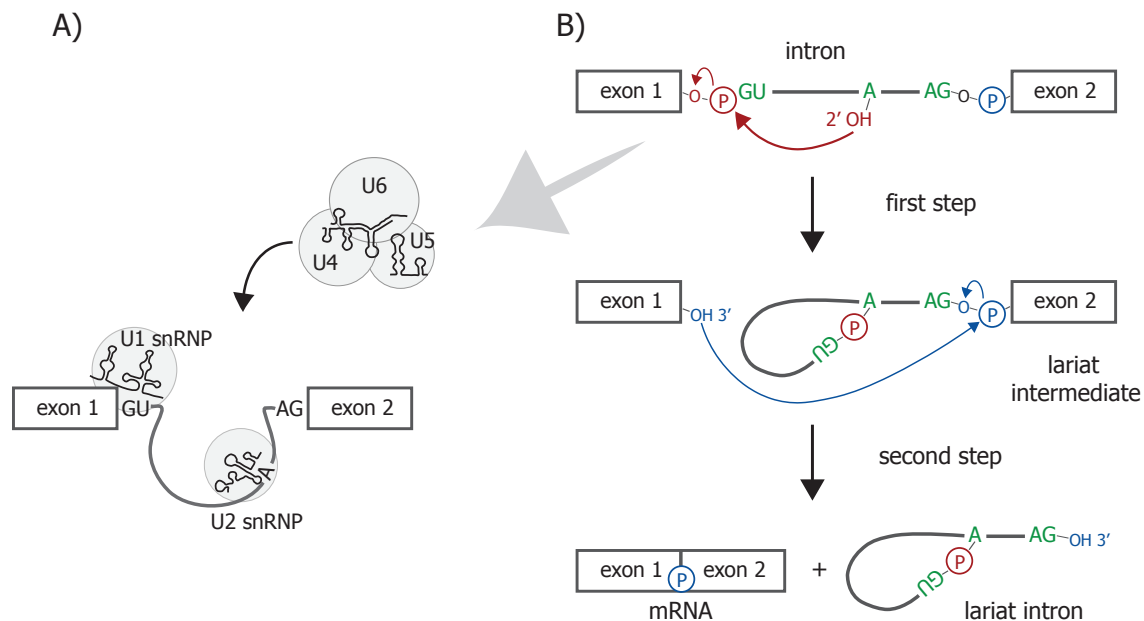 A)
U6
U4
U5
U1 snRNP
exon 1
GU
AG
exon 2
A
U2 snRNP
B)
intron
exon 1
O
P
GU
A
AG
O
P
exon 2
2′ OH
first step
exon 1
OH 3′
A
AG
O
P
exon 2
P
GU
lariat
intermediate
second step
exon 1
P
exon 2
mRNA
+
A
AG
OH 3′
P
GU
lariat intron